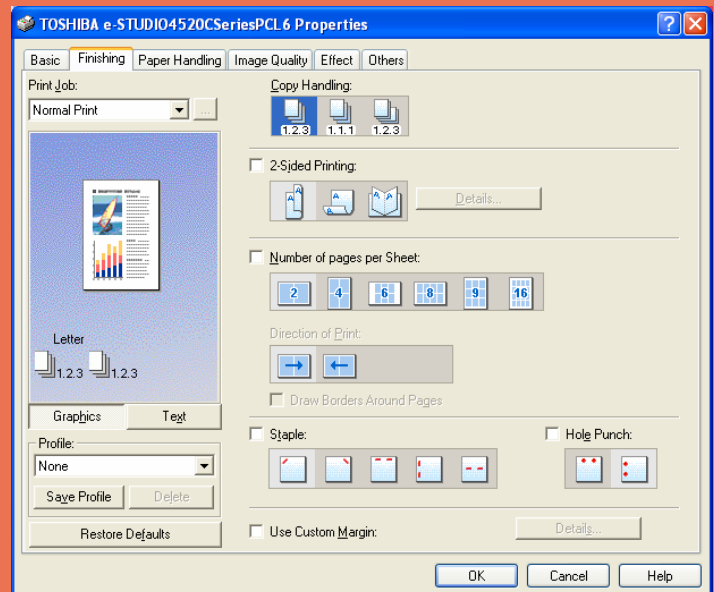 TOSHIBA e-STUDIO4520CSeriesPCL6 Properties
Basic Finishing Paper Handling Image Quality Effect Others
Print Job:
Normal Print
...
Letter
1.2.3 1.2.3
Graphics Text
Profile:
None
Save Profile Delete
Restore Defaults
Copy Handling:
1.2.3 1.1.1 1.2.3
2-Sided Printing:
A A A A A
Details...
Number of pages per Sheet:
2 4 6 8 9 16
Direction of Print:
Draw Borders Around Pages
Staple: Hole Punch:
Use Custom Margin: Details...
OK Cancel Help